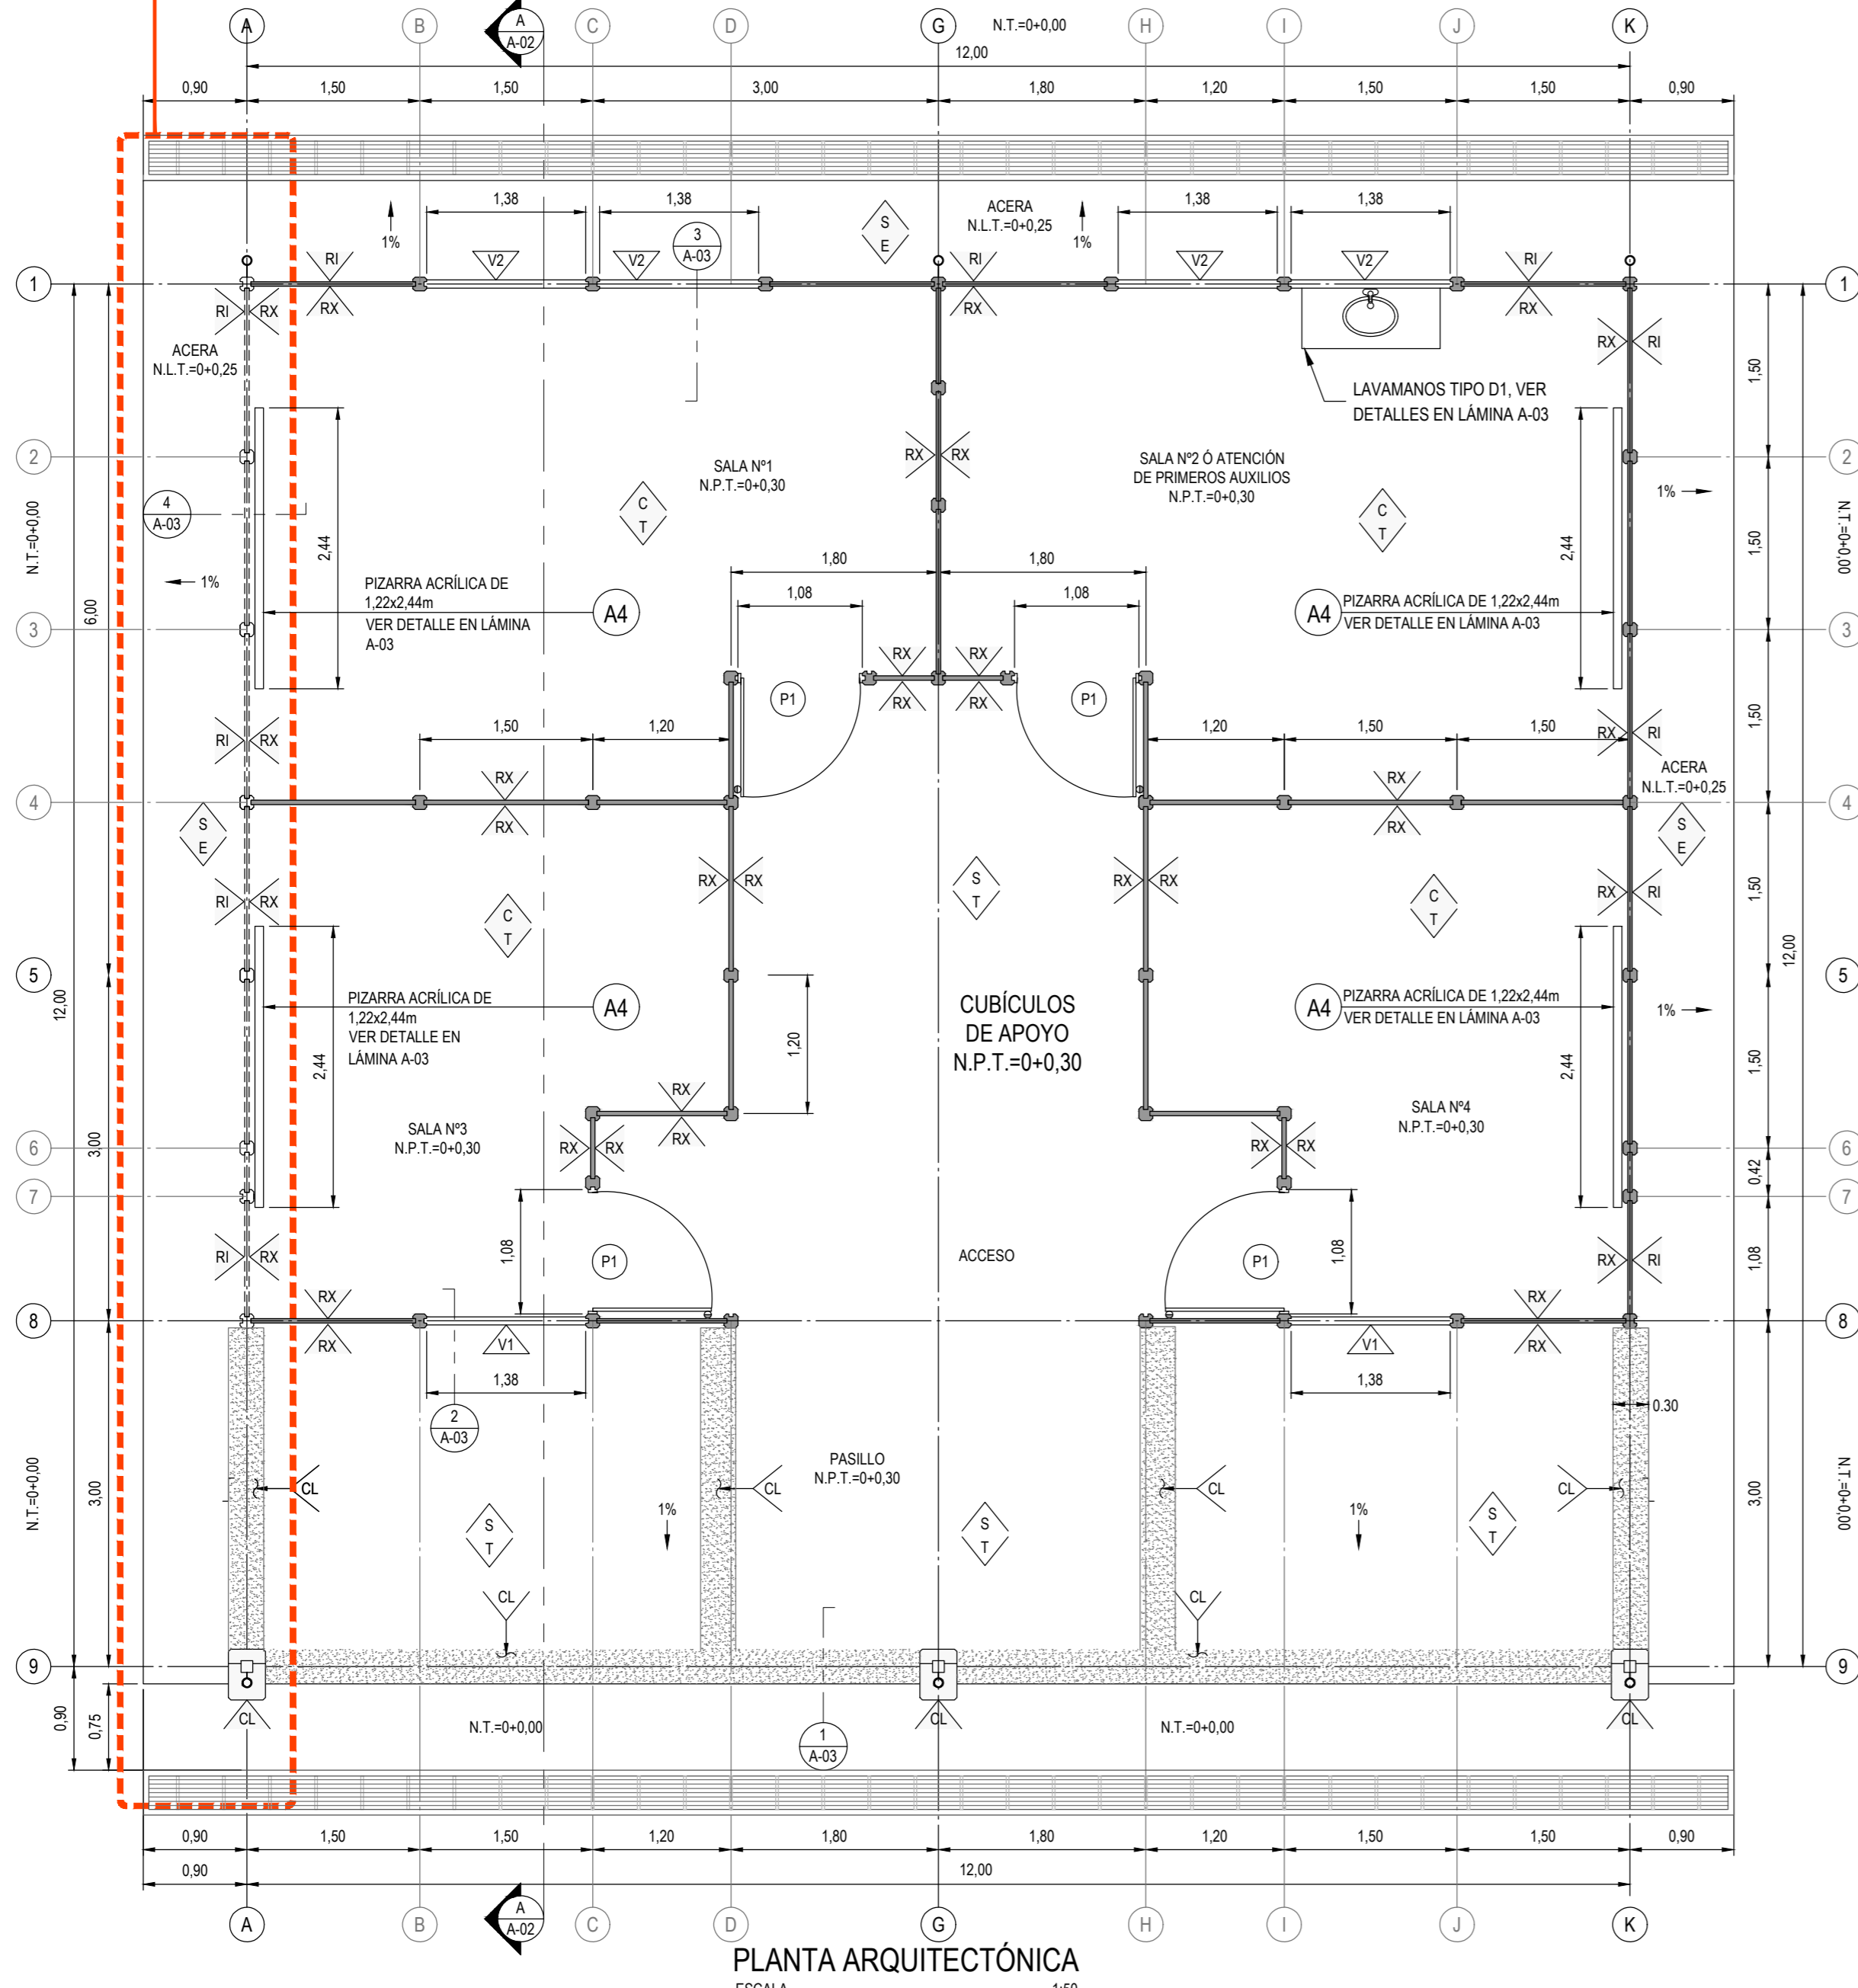 A
B
A
A-02
C
D
G
N.T.=0+0,00
H
I
J
K
12,00
0,90
1,50
1,50
3,00
1,80
1,20
1,50
1,50
0,90
1,38
1,38
1,38
1,38
S
E
ACERA
N.L.T.=0+0,25
1%
1%
3
A-03
V2
V2
V2
V2
RI
RI
RI
1
1
RI
RX
RX
RX
RX
RX
RI
ACERA
N.L.T.=0+0,25
1,50
LAVAMANOS TIPO D1, VER
DETALLES EN LÁMINA A-03
2
2
RX
RX
SALA Nº1
N.P.T.=0+0,30
SALA Nº2 Ó ATENCIÓN
DE PRIMEROS AUXILIOS
N.P.T.=0+0,30
1%
4
A-03
C
T
C
T
N.T.=0+0,00
N.T.=0+0,00
2,44
2,44
1,50
1,80
1,80
1%
6,00
PIZARRA ACRÍLICA DE
1,22x2,44m
VER DETALLE EN LÁMINA
A-03
A4
1,08
1,08
A4
PIZARRA ACRÍLICA DE 1,22x2,44m
VER DETALLE EN LÁMINA A-03
3
3
RX
RX
RX
RX
P1
P1
1,50
RI
RX
1,50
1,20
1,20
1,50
1,50
RX
RI
RX
RX
ACERA
N.L.T.=0+0,25
4
4
RX
RX
S
E
S
E
RX
RX
S
T
RX
RX
RI
RX
C
T
C
T
RX
RI
1,50
12,00
12,00
5
5
PIZARRA ACRÍLICA DE
1,22x2,44m
VER DETALLE EN
LÁMINA A-03
A4
CUBÍCULOS
DE APOYO
N.P.T.=0+0,30
A4
PIZARRA ACRÍLICA DE 1,22x2,44m
VER DETALLE EN LÁMINA A-03
1%
2,44
1,20
2,44
1,50
RX
RX
SALA Nº3
N.P.T.=0+0,30
SALA Nº4
N.P.T.=0+0,30
3,00
6
6
RX
RX
RX
RX
0,42
7
7
RI
RX
1,08
P1
ACCESO
P1
1,08
RX
RI
1,08
RX
RX
8
8
RX
V1
V1
RX
1,38
1,38
0.30
2
A-03
PASILLO
N.P.T.=0+0,30
N.T.=0+0,00
3,00
CL
CL
CL
CL
3,00
N.T.=0+0,00
S
T
1%
S
T
1%
S
T
CL
CL
9
9
0,90
0,75
CL
N.T.=0+0,00
1
A-03
CL
N.T.=0+0,00
CL
0,90
1,50
1,50
1,20
1,80
1,80
1,20
1,50
1,50
0,90
0,90
12,00
A
B
A
A-02
C
D
G
H
I
J
K
PLANTA ARQUITECTÓNICA
ESCALA 1:50